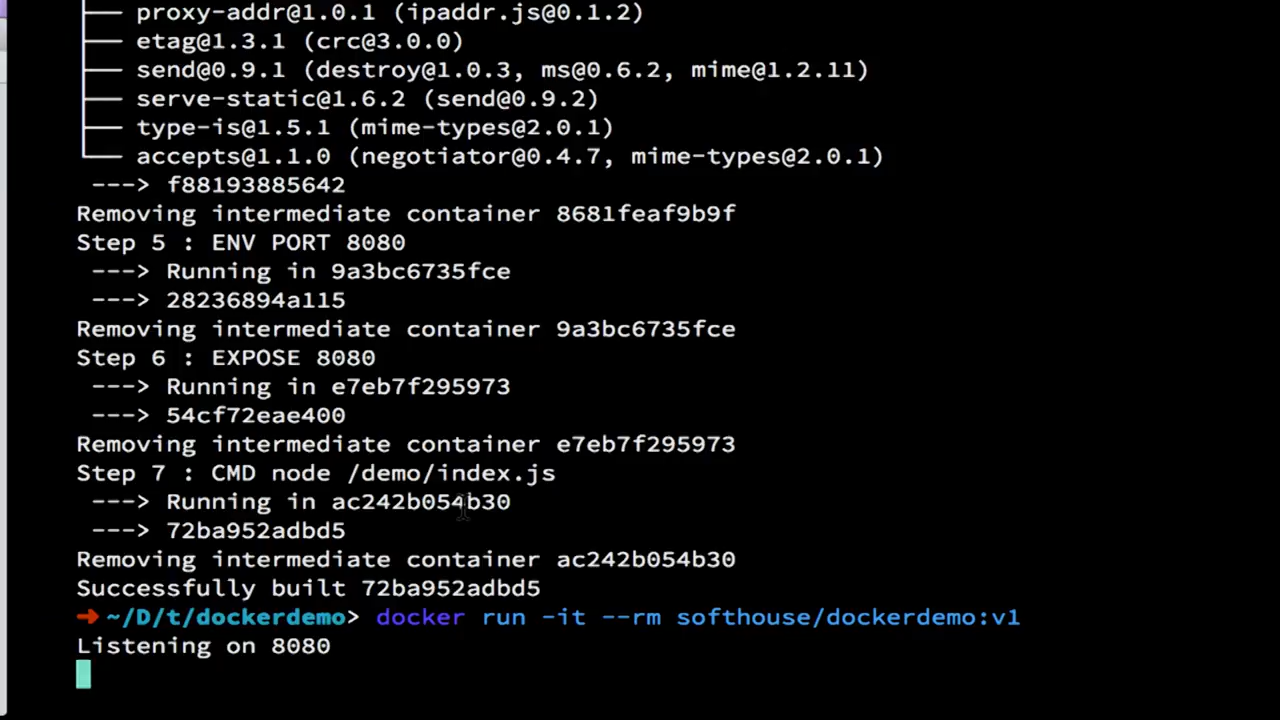 ├── proxy-addr@1.0.1 (ipaddr.js@0.1.2)
├── etag@1.3.1 (crc@3.0.0)
├── send@0.9.1 (destroy@1.0.3, ms@0.6.2, mime@1.2.11)
├── serve-static@1.6.2 (send@0.9.2)
├── type-is@1.5.1 (mime-types@2.0.1)
└── accepts@1.1.0 (negotiator@0.4.7, mime-types@2.0.1)
 ---> f88193885642
Removing intermediate container 8681feaf9b9f
Step 5 : ENV PORT 8080
 ---> Running in 9a3bc6735fce
 ---> 28236894a115
Removing intermediate container 9a3bc6735fce
Step 6 : EXPOSE 8080
 ---> Running in e7eb7f295973
 ---> 54cf72eae400
Removing intermediate container e7eb7f295973
Step 7 : CMD node /demo/index.js
 ---> Running in ac242b054b30
 ---> 72ba952adbd5
Removing intermediate container ac242b054b30
Successfully built 72ba952adbd5
➜ ~/D/t/dockerdemo> docker run -it --rm softhouse/dockerdemo:v1
Listening on 8080